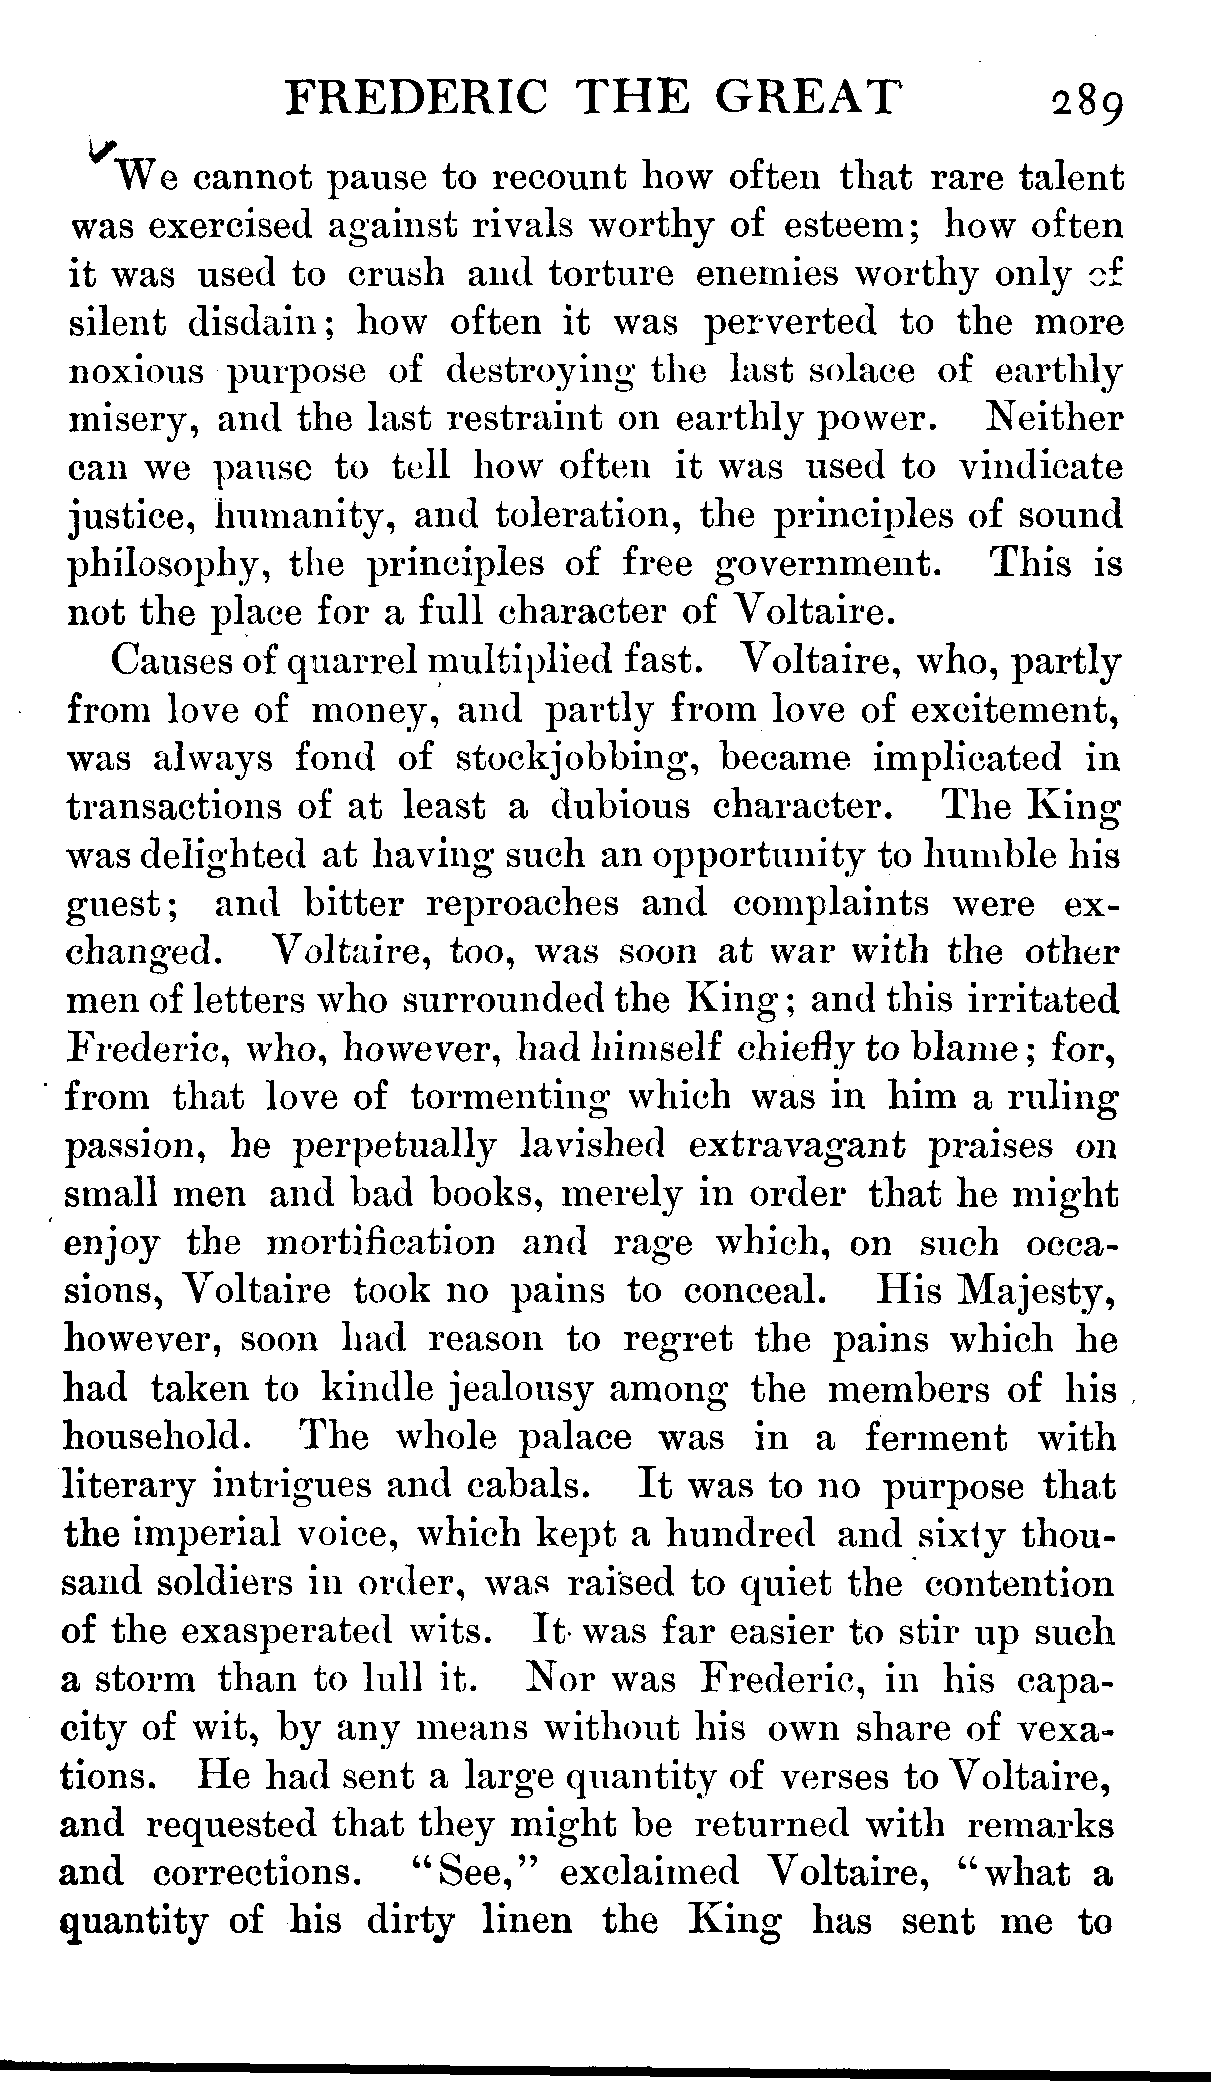 FREDERIC THE GREAT 289
We cannot pause to recount how often that rare talent
was exercised against rivals worthy of esteem; how often
it was used to crush and torture enemies worthy only of
silent disdain; how often it was perverted to the more
noxious purpose of destroying the last solace of earthly
misery, and the last restraint on earthly power. Neither
can we pause to tell how often it was used to vindicate
justice, humanity, and toleration, the principles of sound
philosophy, the principles of free government. This is
not the place for a full character of Voltaire.
Causes of quarrel multiplied fast. Voltaire, who, partly
from love of money, and partly from love of excitement,
was always fond of stockjobbing, became implicated in
transactions of at least a dubious character. The King
was delighted at having such an opportunity to humble his
guest; and bitter reproaches and complaints were ex-
changed. Voltaire, too, was soon at war with the other
men of letters who surrounded the King; and this irritated
Frederic, who, however, had himself chiefly to blame; for,
from that love of tormenting which was in him a ruling
passion, he perpetually lavished extravagant praises on
small men and bad books, merely in order that he might
enjoy the mortification and rage which, on such occa-
sions, Voltaire took no pains to conceal. His Majesty,
however, soon had reason to regret the pains which he
had taken to kindle jealousy among the members of his
household. The whole palace was in a ferment with
literary intrigues and cabals. It was to no purpose that
the imperial voice, which kept a hundred and sixty thou-
sand soldiers in order, was raised to quiet the contention
of the exasperated wits. It was far easier to stir up such
a storm than to lull it. Nor was Frederic, in his capa-
city of wit, by any means without his own share of vexa-
tions. He had sent a large quantity of verses to Voltaire,
and requested that they might be returned with remarks
and corrections. "See," exclaimed Voltaire, "what a
quantity of his dirty linen the King has sent me to